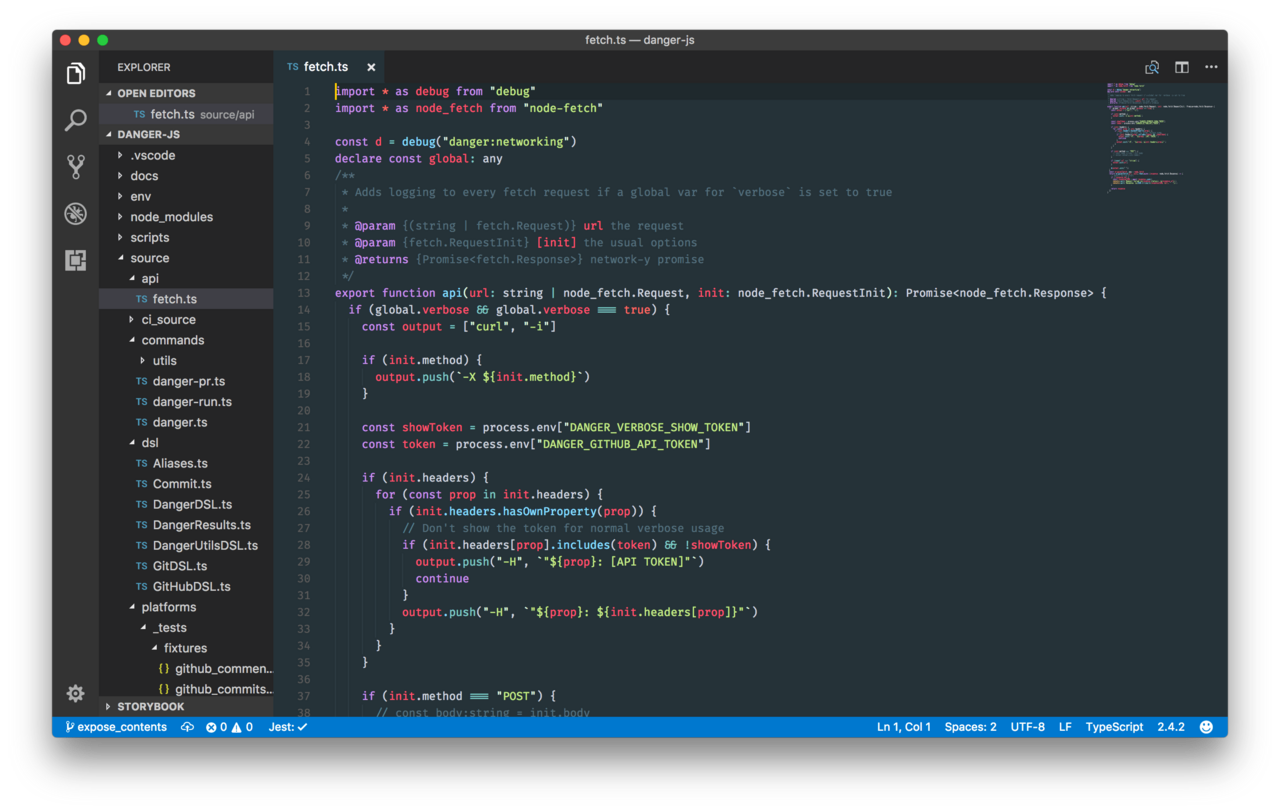 fetch.ts — danger-js
EXPLORER
OPEN EDITORS
TS fetch.ts source/api
DANGER-JS
.vscode
docs
env
node_modules
scripts
source
api
TS fetch.ts
ci_source
commands
utils
TS danger-pr.ts
TS danger-run.ts
TS danger.ts
dsl
TS Aliases.ts
TS Commit.ts
TS DangerDSL.ts
TS DangerResults.ts
TS DangerUtilsDSL.ts
TS GitDSL.ts
TS GitHubDSL.ts
platforms
_tests
fixtures
{} github_commen...
{} github_commits...
STORYBOOK
TS fetch.ts ×
1 import * as debug from "debug"
2 import * as node_fetch from "node-fetch"
3
4 const d = debug("danger:networking")
5 declare const global: any
6 /**
7 * Adds logging to every fetch request if a global var for `verbose` is set to true
8 *
9 * @param {(string | fetch.Request)} url the request
10 * @param {fetch.RequestInit} [init] the usual options
11 * @returns {Promise<fetch.Response>} network-y promise
12 */
13 export function api(url: string | node_fetch.Request, init: node_fetch.RequestInit): Promise<node_fetch.Response> {
14 if (global.verbose && global.verbose === true) {
15 const output = ["curl", "-i"]
16
17 if (init.method) {
18 output.push(`-X ${init.method}`)
19 }
20
21 const showToken = process.env["DANGER_VERBOSE_SHOW_TOKEN"]
22 const token = process.env["DANGER_GITHUB_API_TOKEN"]
23
24 if (init.headers) {
25 for (const prop in init.headers) {
26 if (init.headers.hasOwnProperty(prop)) {
27 // Don't show the token for normal verbose usage
28 if (init.headers[prop].includes(token) && !showToken) {
29 output.push("-H", `"${prop}: [API TOKEN]"`)
30 continue
31 }
32 output.push("-H", `"${prop}: ${init.headers[prop]}"`)
33 }
34 }
35 }
36
37 if (init.method === "POST") {
38 // const body:string = init.body
expose_contents 0 0 Jest: ✓ Ln 1, Col 1 Spaces: 2 UTF-8 LF TypeScript 2.4.2